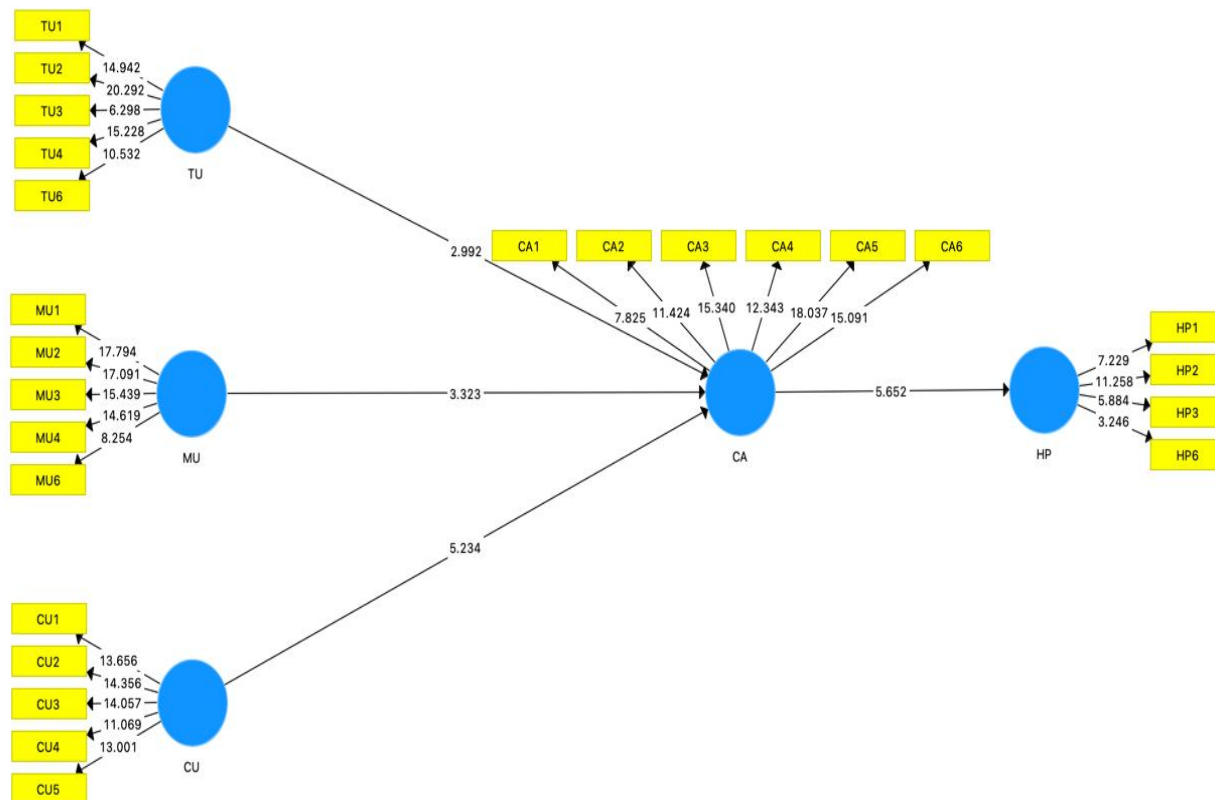 TU1
TU2
TU3
TU4
TU6
14.942
20.292
6.298
15.228
10.532
TU
2.992
CA1
CA2
CA3
CA4
CA5
CA6
7.825
11.424
15.340
12.343
18.037
15.091
MU1
MU2
MU3
MU4
MU6
17.794
17.091
15.439
14.619
8.254
MU
3.323
CA
5.652
HP
7.229
11.258
5.884
3.246
HP1
HP2
HP3
HP6
5.234
CU1
CU2
CU3
CU4
CU5
13.656
14.356
14.057
11.069
13.001
CU